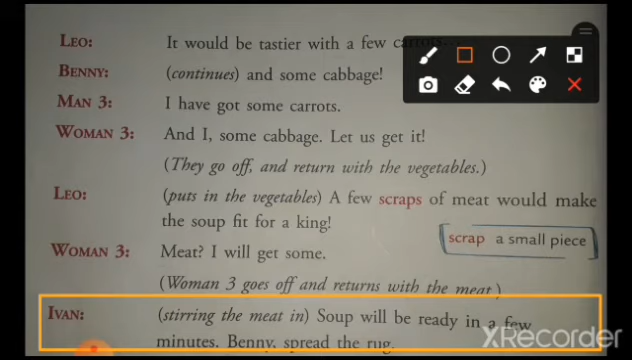 LEO: It would be tastier with a few carrots...
BENNY: (continues) and some cabbage!
MAN 3: I have got some carrots.
WOMAN 3: And I, some cabbage. Let us get it!
(They go off, and return with the vegetables.)
LEO: (puts in the vegetables) A few scraps of meat would make
the soup fit for a king!
scrap a small piece
WOMAN 3: Meat? I will get some.
(Woman 3 goes off and returns with the meat.)
IVAN: (stirring the meat in) Soup will be ready in a few
minutes. Benny, spread the rug.
XRecorder